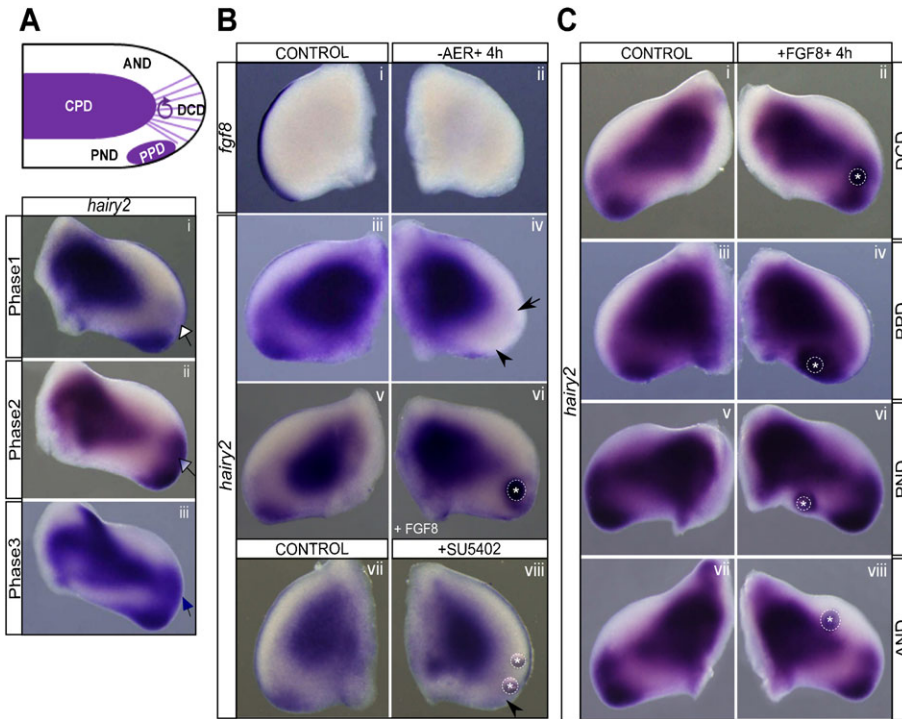 A
AND
CPD
DCD
PND
PPD
hairy2
Phase1
i
Phase2
ii
Phase3
iii
B
CONTROL
-AER+ 4h
fgf8
i
ii
hairy2
iii
iv
v
vi
+ FGF8
CONTROL
+SU5402
vii
viii
C
CONTROL
+FGF8+ 4h
hairy2
i
ii
DCD
iii
iv
PPD
v
vi
PND
vii
viii
AND